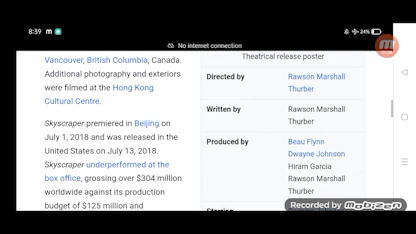 8:39 m
24%
No internet connection
Vancouver, British Columbia, Canada.
Additional photography and exteriors
were filmed at the Hong Kong
Cultural Centre.
Skyscraper premiered in Beijing on
July 1, 2018 and was released in the
United States on July 13, 2018.
Skyscraper underperformed at the
box office, grossing over $304 million
worldwide against its production
budget of $125 million and
Theatrical release poster
Directed by Rawson Marshall
Thurber
Written by Rawson Marshall
Thurber
Produced by Beau Flynn
Dwayne Johnson
Hiram Garcia
Rawson Marshall
Thurber
Starring
m
Recorded by mobizen